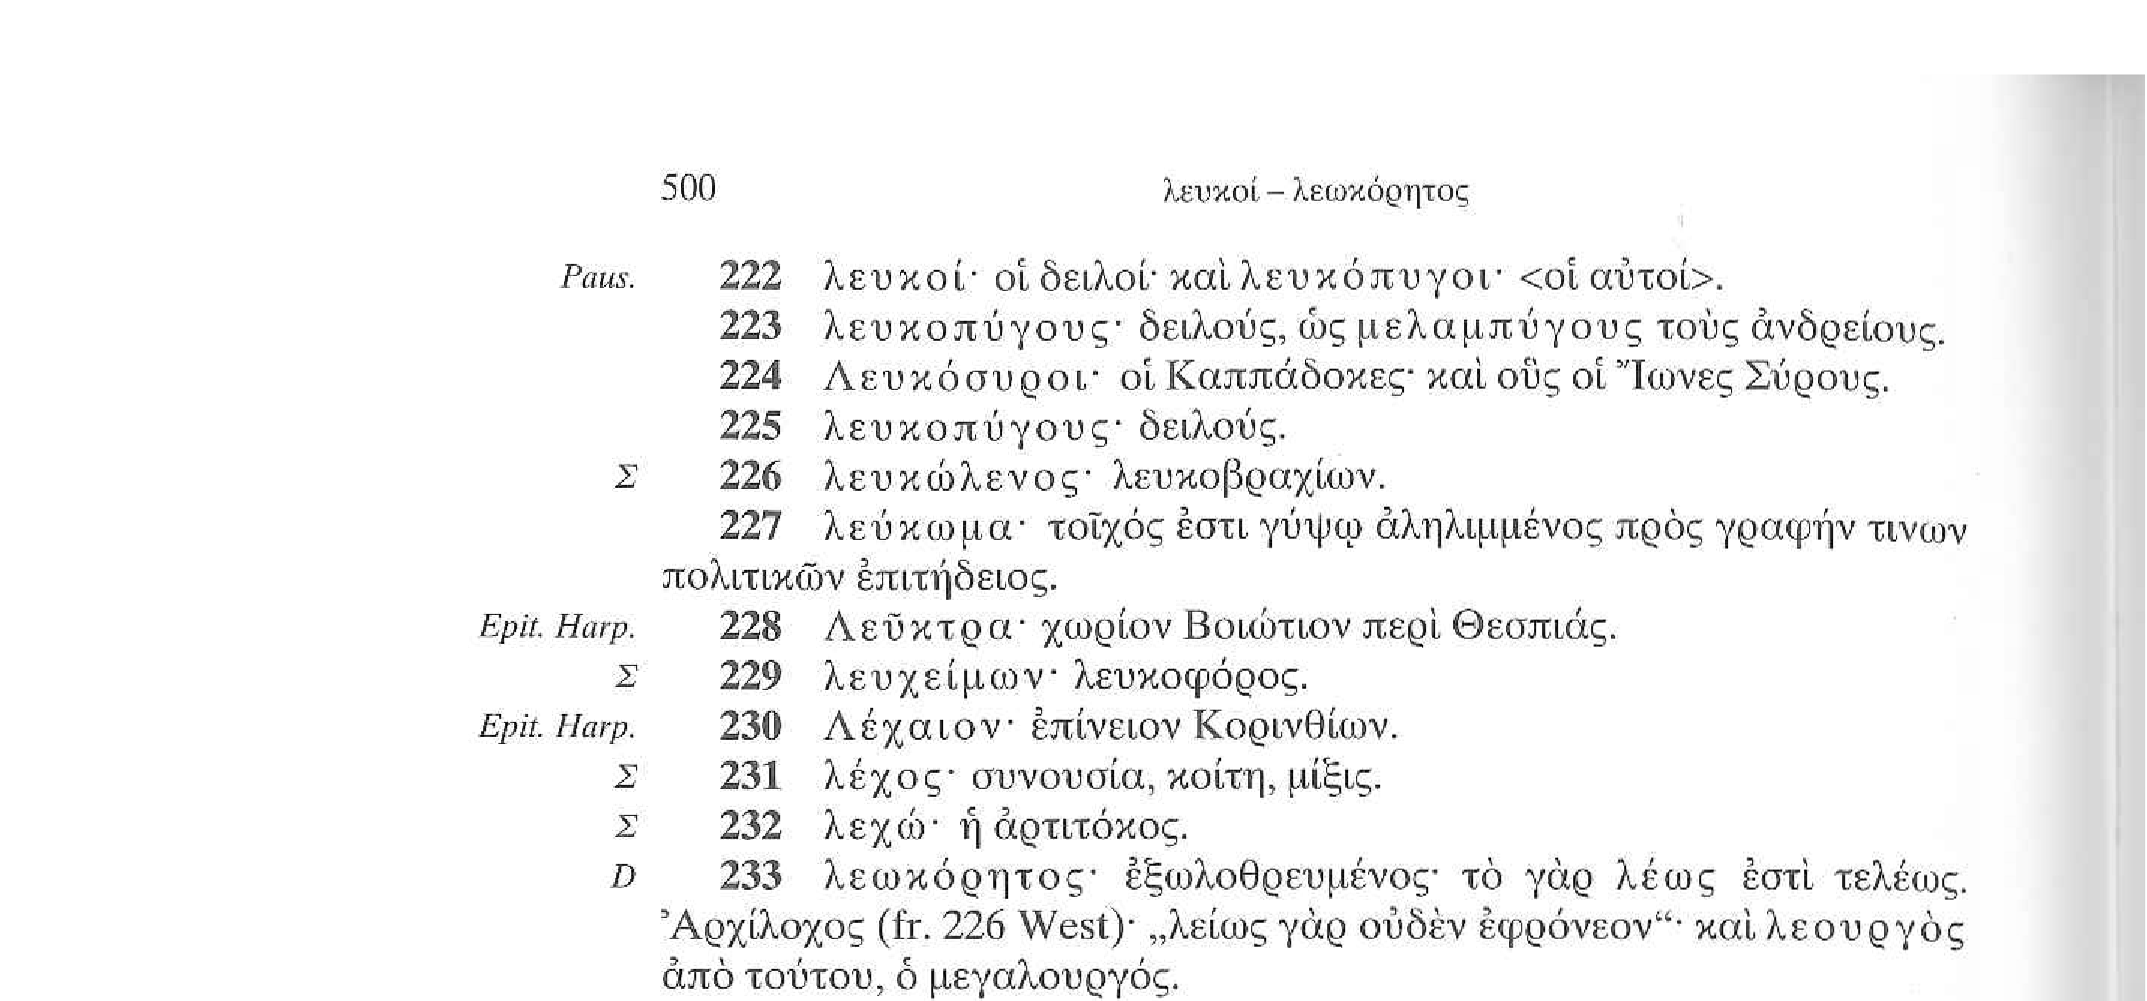 500 λευκοί – λεωκόρητος
Paus. 222 λευκοί· οἱ δειλοί· καὶ λευκόπυγοι· <οἱ αὐτοί>.
223 λευκοπύγους· δειλούς, ὡς μελαμπύγους τοὺς ἀνδρείους.
224 Λευκόσυροι· οἱ Καππάδοκες· καὶ οὓς οἱ Ἴωνες Σύρους.
225 λευκοπύγους· δειλούς.
Σ 226 λευκώλενος· λευκοβραχίων.
227 λεύκωμα· τοῖχός ἐστι γύψῳ ἀληλιμμένος πρὸς γραφήν τινων
πολιτικῶν ἐπιτήδειος.
Epit. Harp. 228 Λεῦκτρα· χωρίον Βοιώτιον περὶ Θεσπιάς.
Σ 229 λευχείμων· λευκοφόρος.
Epit. Harp. 230 Λέχαιον· ἐπίνειον Κορινθίων.
Σ 231 λέχος· συνουσία, κοίτη, μίξις.
Σ 232 λεχώ· ἡ ἀρτιτόκος.
D 233 λεωκόρητος· ἐξωλοθρευμένος· τὸ γὰρ λέως ἐστὶ τελέως.
Ἀρχίλοχος (fr. 226 West)· „λείως γὰρ οὐδὲν ἐφρόνεον“· καὶ λεουργὸς
ἀπὸ τούτου, ὁ μεγαλουργός.